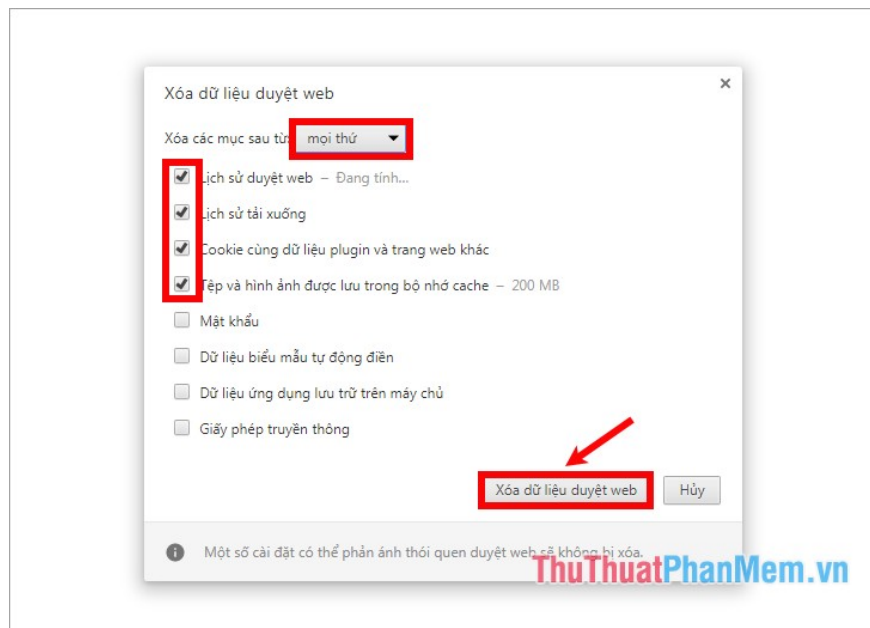 Xóa dữ liệu duyệt web
Xóa các mục sau từ: mọi thứ
Lịch sử duyệt web – Đang tính...
Lịch sử tải xuống
Cookie cùng dữ liệu plugin và trang web khác
Tệp và hình ảnh được lưu trong bộ nhớ cache – 200 MB
Mật khẩu
Dữ liệu biểu mẫu tự động điền
Dữ liệu ứng dụng lưu trữ trên máy chủ
Giấy phép truyền thông
Xóa dữ liệu duyệt web Hủy
Một số cài đặt có thể phản ánh thói quen duyệt web sẽ không bị xóa.
ThuThuatPhanMem.vn